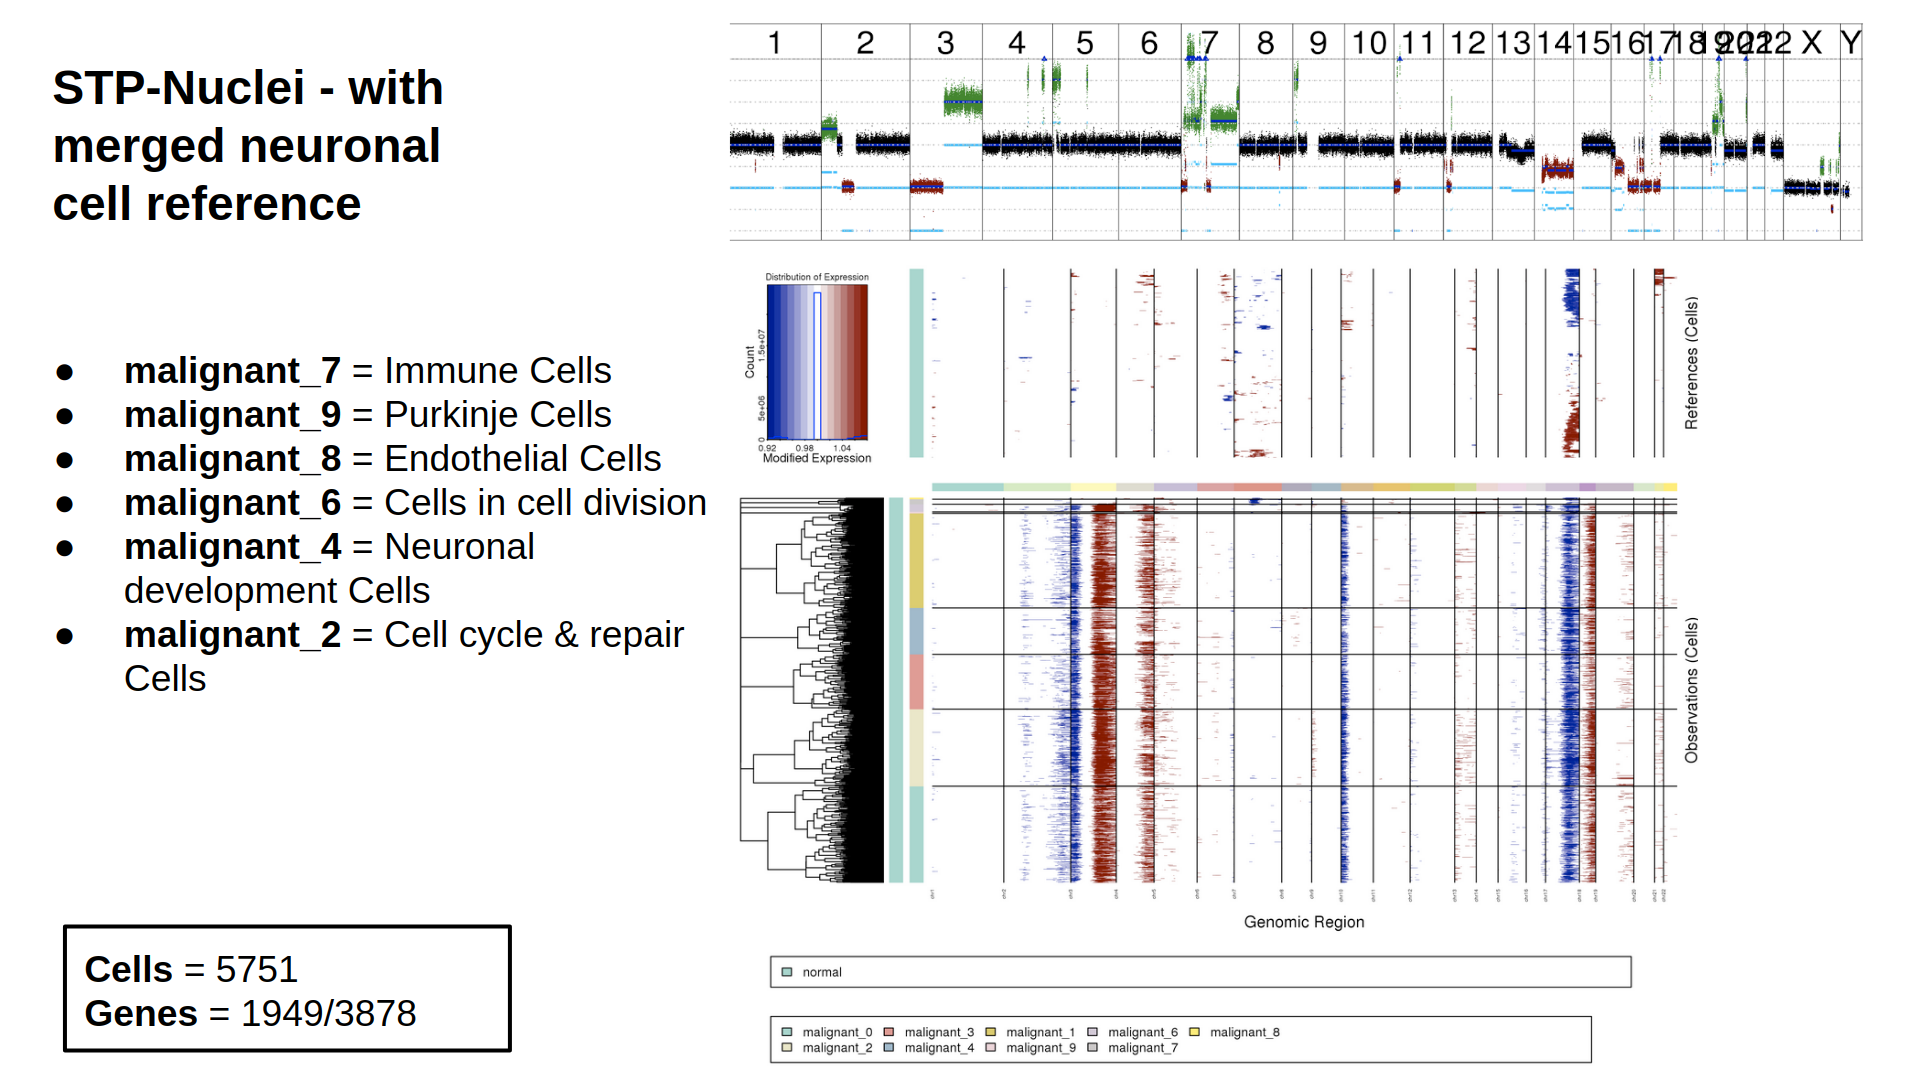 STP-Nuclei - with
merged neuronal
cell reference
● malignant_7 = Immune Cells
● malignant_9 = Purkinje Cells
● malignant_8 = Endothelial Cells
● malignant_6 = Cells in cell division
● malignant_4 = Neuronal
development Cells
● malignant_2 = Cell cycle & repair
Cells
Cells = 5751
Genes = 1949/3878
1 2 3 4 5 6 7 8 9 10 11 12 13 14 15 16 17 18 19 20 21 22 X Y
Distribution of Expression
Count
0 5e+06 1.5e+07
0.92 0.98 1.04
Modified Expression
References (Cells)
Observations (Cells)
Genomic Region
normal
malignant_0 malignant_3 malignant_1 malignant_6 malignant_8
malignant_2 malignant_4 malignant_9 malignant_7